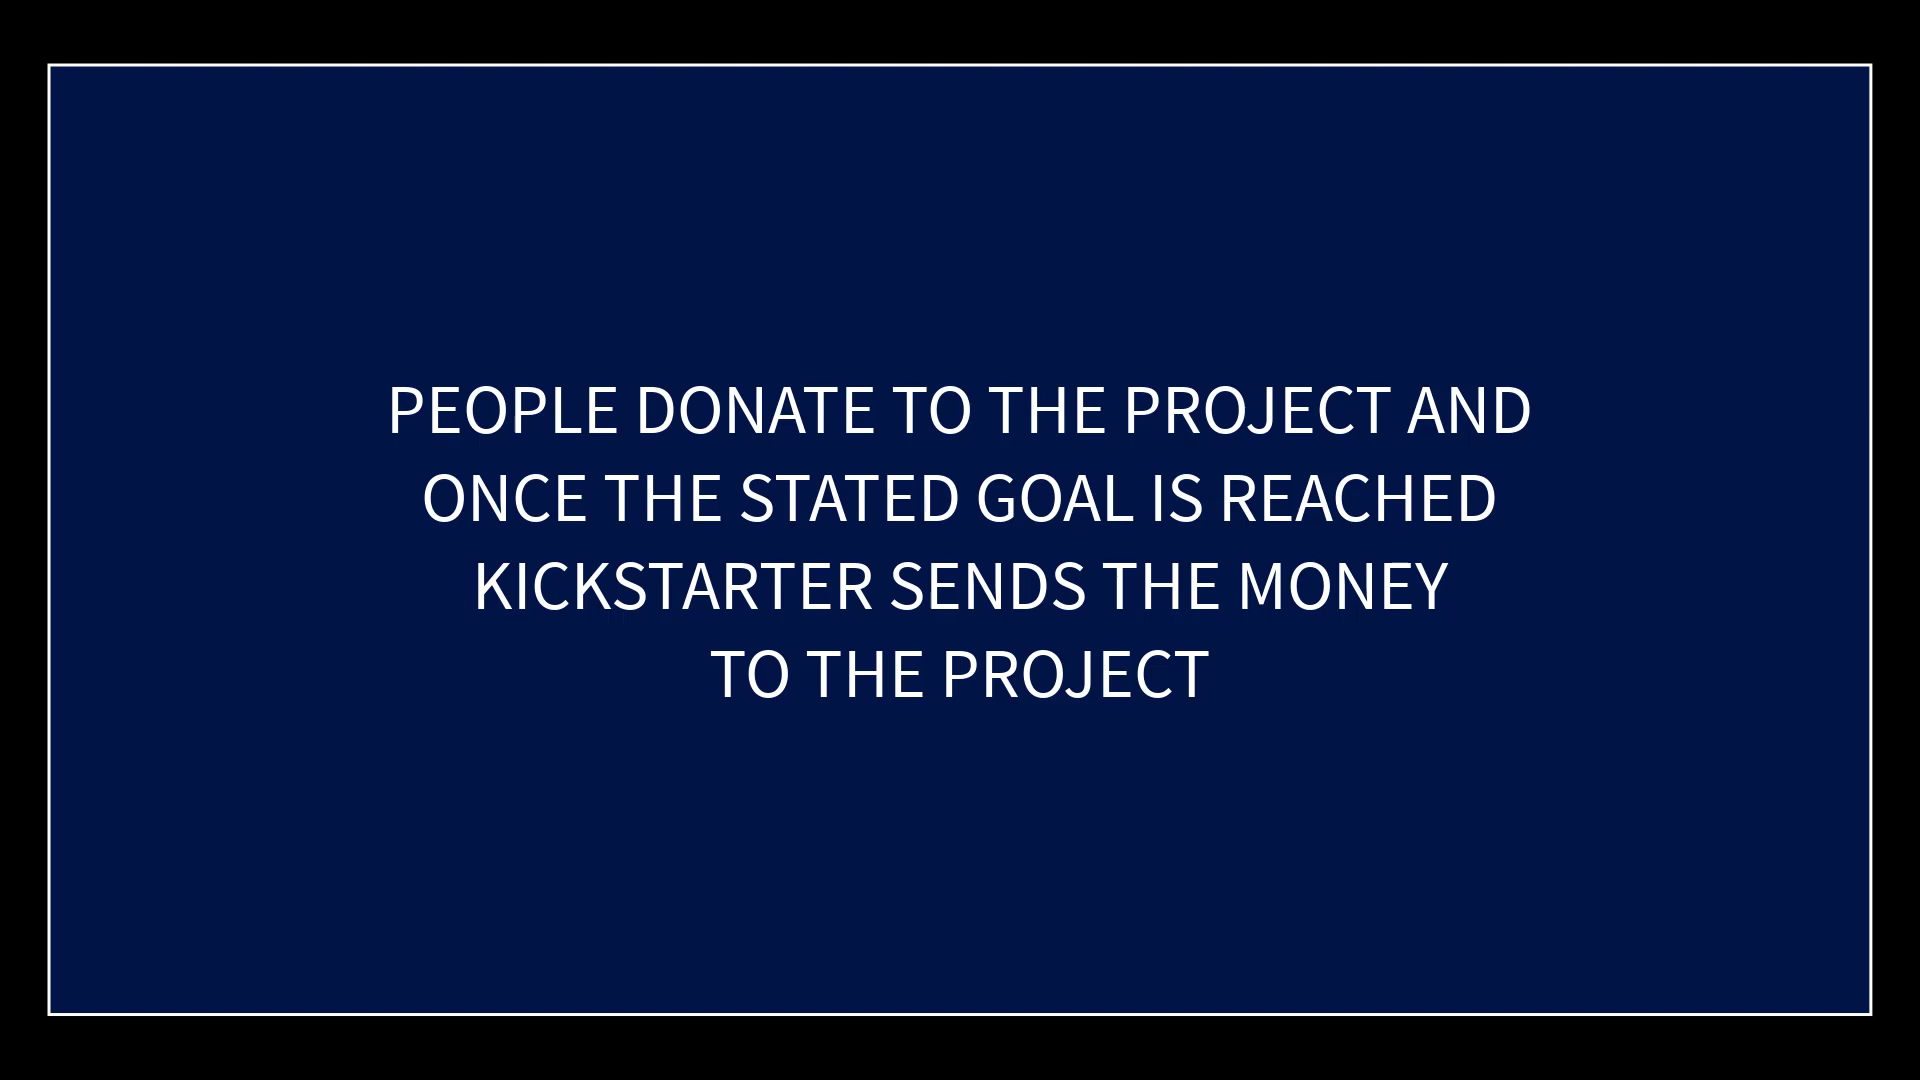 PEOPLE DONATE TO THE PROJECT AND
ONCE THE STATED GOAL IS REACHED
KICKSTARTER SENDS THE MONEY
TO THE PROJECT